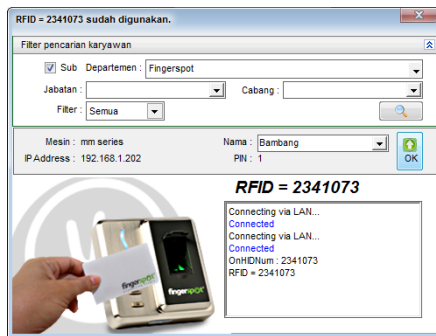 RFID = 2341073 sudah digunakan.
Filter pencarian karyawan
Sub Departemen : Fingerspot
Jabatan : Cabang :
Filter : Semua
Mesin : mm series Nama : Bambang
IP Address : 192.168.1.202 PIN : 1 OK
RFID = 2341073
Connecting via LAN...
Connected
Connecting via LAN...
Connected
OnHIDNum : 2341073
RFID = 2341073
fingerspot
fingerspot